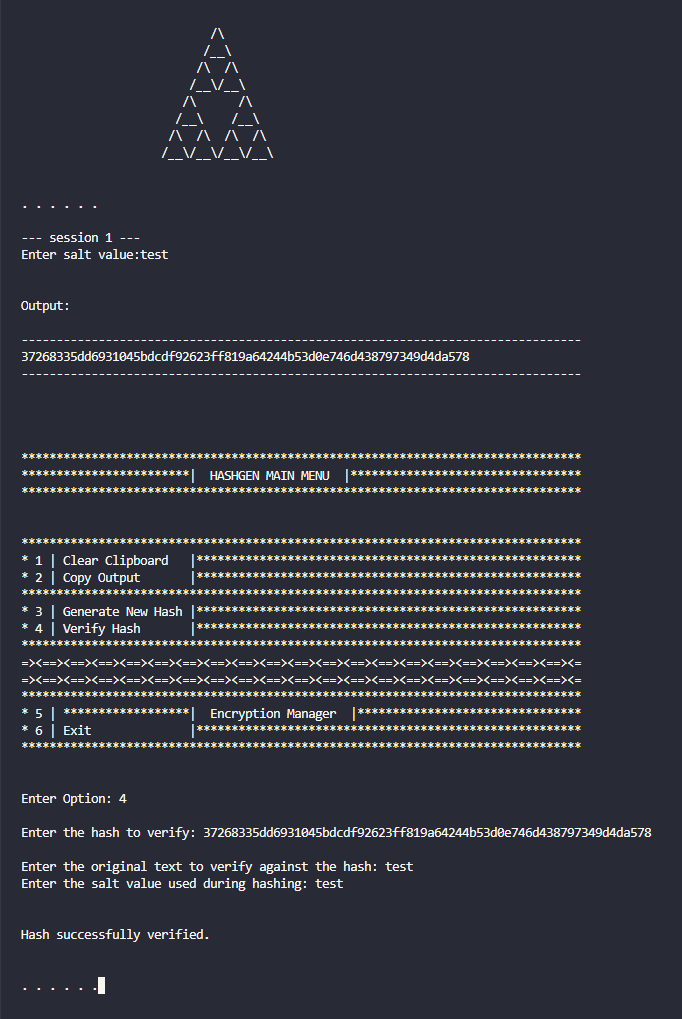 /\
/__\
/\  /\
/__\/__\
/\      /\
/__\    /__\
/\  /\  /\  /\
/__\/__\/__\/__\
. . . . . .
--- session 1 ---
Enter salt value:test
Output:
--------------------------------------------------------------------------------
37268335dd6931045bdcdf92623ff819a64244b53d0e746d438797349d4da578
--------------------------------------------------------------------------------
********************************************************************************
************************|  HASHGEN MAIN MENU  |*********************************
********************************************************************************
********************************************************************************
* 1 | Clear Clipboard   |*******************************************************
* 2 | Copy Output       |*******************************************************
********************************************************************************
* 3 | Generate New Hash |*******************************************************
* 4 | Verify Hash       |*******************************************************
********************************************************************************
=><==><==><==><==><==><==><==><==><==><==><==><==><==><==><==><==><==><==><==><=
=><==><==><==><==><==><==><==><==><==><==><==><==><==><==><==><==><==><==><==><=
********************************************************************************
* 5 | ******************|  Encryption Manager  |********************************
* 6 | Exit              |*******************************************************
********************************************************************************
Enter Option: 4
Enter the hash to verify: 37268335dd6931045bdcdf92623ff819a64244b53d0e746d438797349d4da578
Enter the original text to verify against the hash: test
Enter the salt value used during hashing: test
Hash successfully verified.
. . . . . .